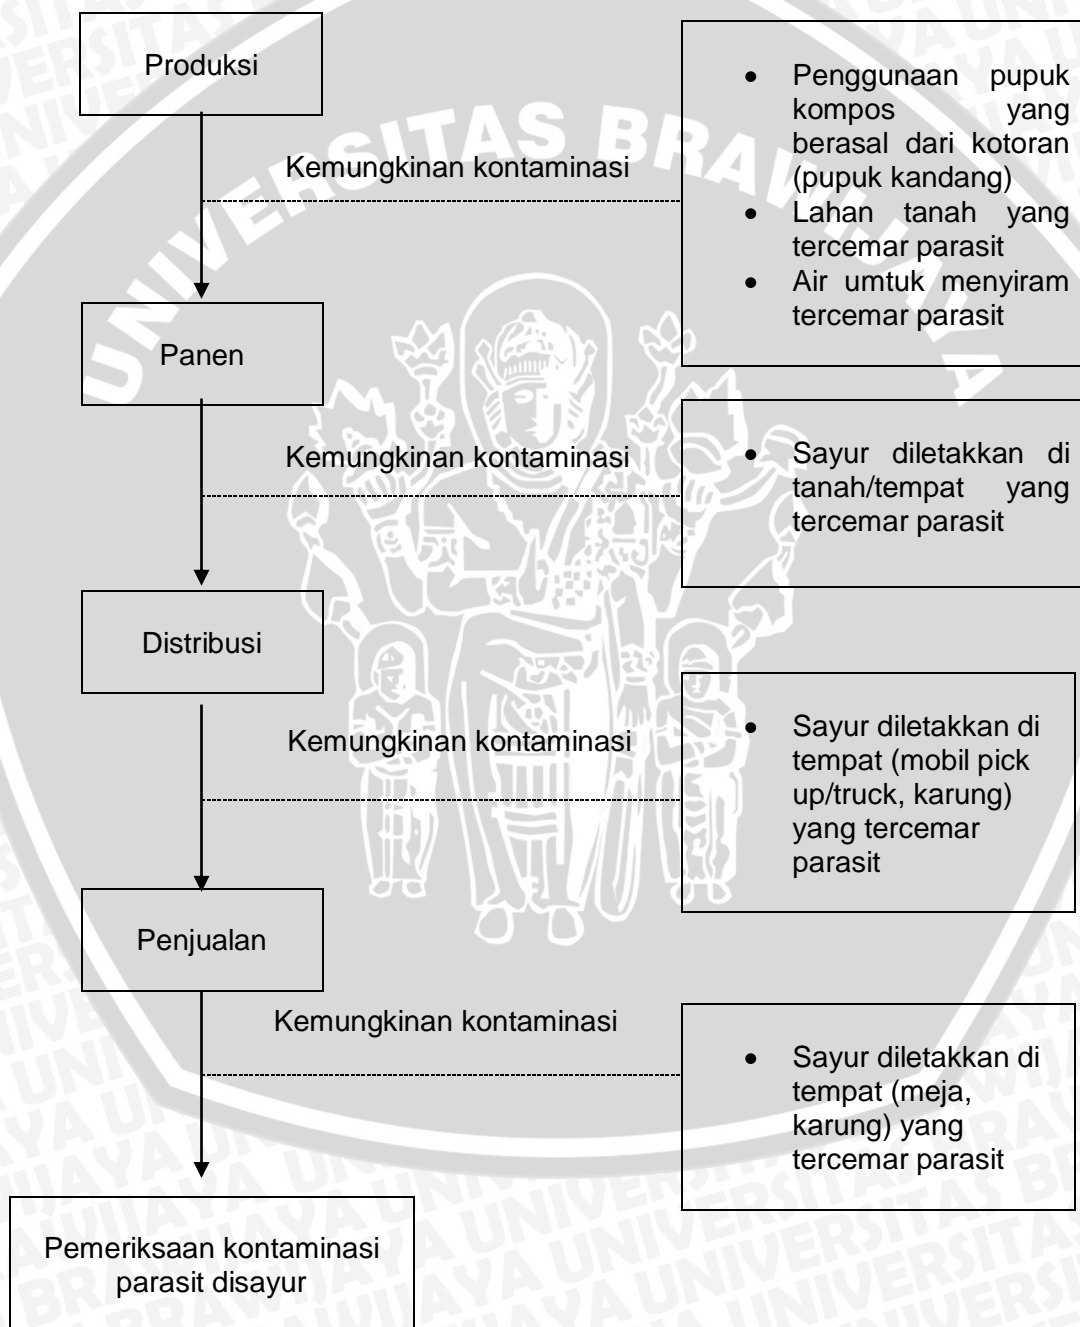 Produksi
Kemungkinan kontaminasi
• Penggunaan pupuk
kompos yang
berasal dari kotoran
(pupuk kandang)
• Lahan tanah yang
tercemar parasit
• Air umtuk menyiram
tercemar parasit
Panen
Kemungkinan kontaminasi
• Sayur diletakkan di
tanah/tempat yang
tercemar parasit
Distribusi
Kemungkinan kontaminasi
• Sayur diletakkan di
tempat (mobil pick
up/truck, karung)
yang tercemar
parasit
Penjualan
Kemungkinan kontaminasi
• Sayur diletakkan di
tempat (meja,
karung) yang
tercemar parasit
Pemeriksaan kontaminasi
parasit disayur
UNIVERSITAS BRAWIJAYA